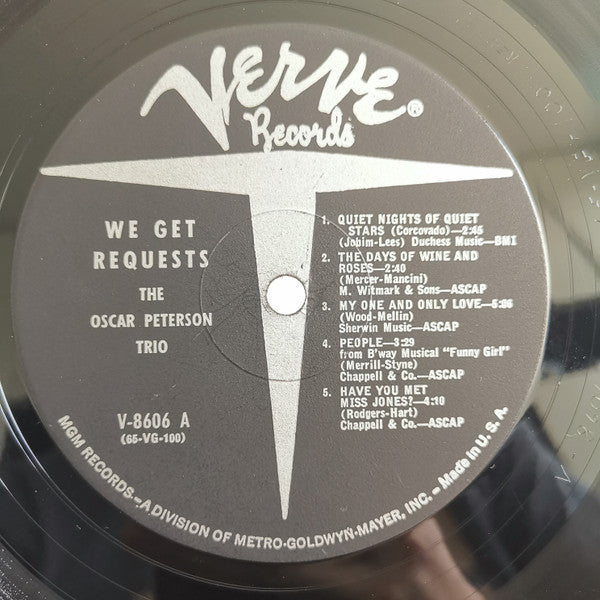 Verve®
Records
WE GET
REQUESTS
THE
OSCAR PETERSON
TRIO
V-8606 A
(65-VG-100)
1. QUIET NIGHTS OF QUIET
STARS (Corcovado)—2:45
(Jobim-Lees) Duchess Music—BMI
2. THE DAYS OF WINE AND
ROSES—2:40
(Mercer-Mancini)
M. Witmark & Sons—ASCAP
3. MY ONE AND ONLY LOVE—5:06
(Wood-Mellin)
Sherwin Music—ASCAP
4. PEOPLE—3:29
from B'way Musical "Funny Girl"
(Merrill-Styne)
Chappell & Co.—ASCAP
5. HAVE YOU MET
MISS JONES?—4:10
(Rodgers-Hart)
Chappell & Co.—ASCAP
MGM RECORDS—A DIVISION OF METRO-GOLDWYN-MAYER, INC.—Made in U.S.A.